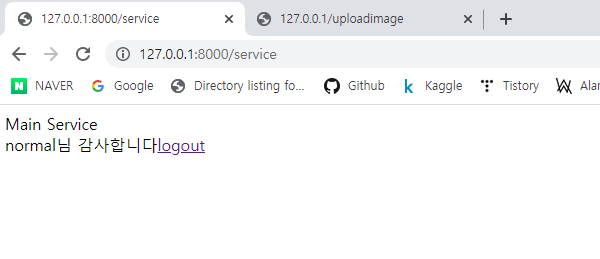 127.0.0.1:8000/service
127.0.0.1/uploadimage
127.0.0.1:8000/service
NAVER Google Directory listing fo... Github Kaggle Tistory Alar
Main Service
normal님 감사합니다logout